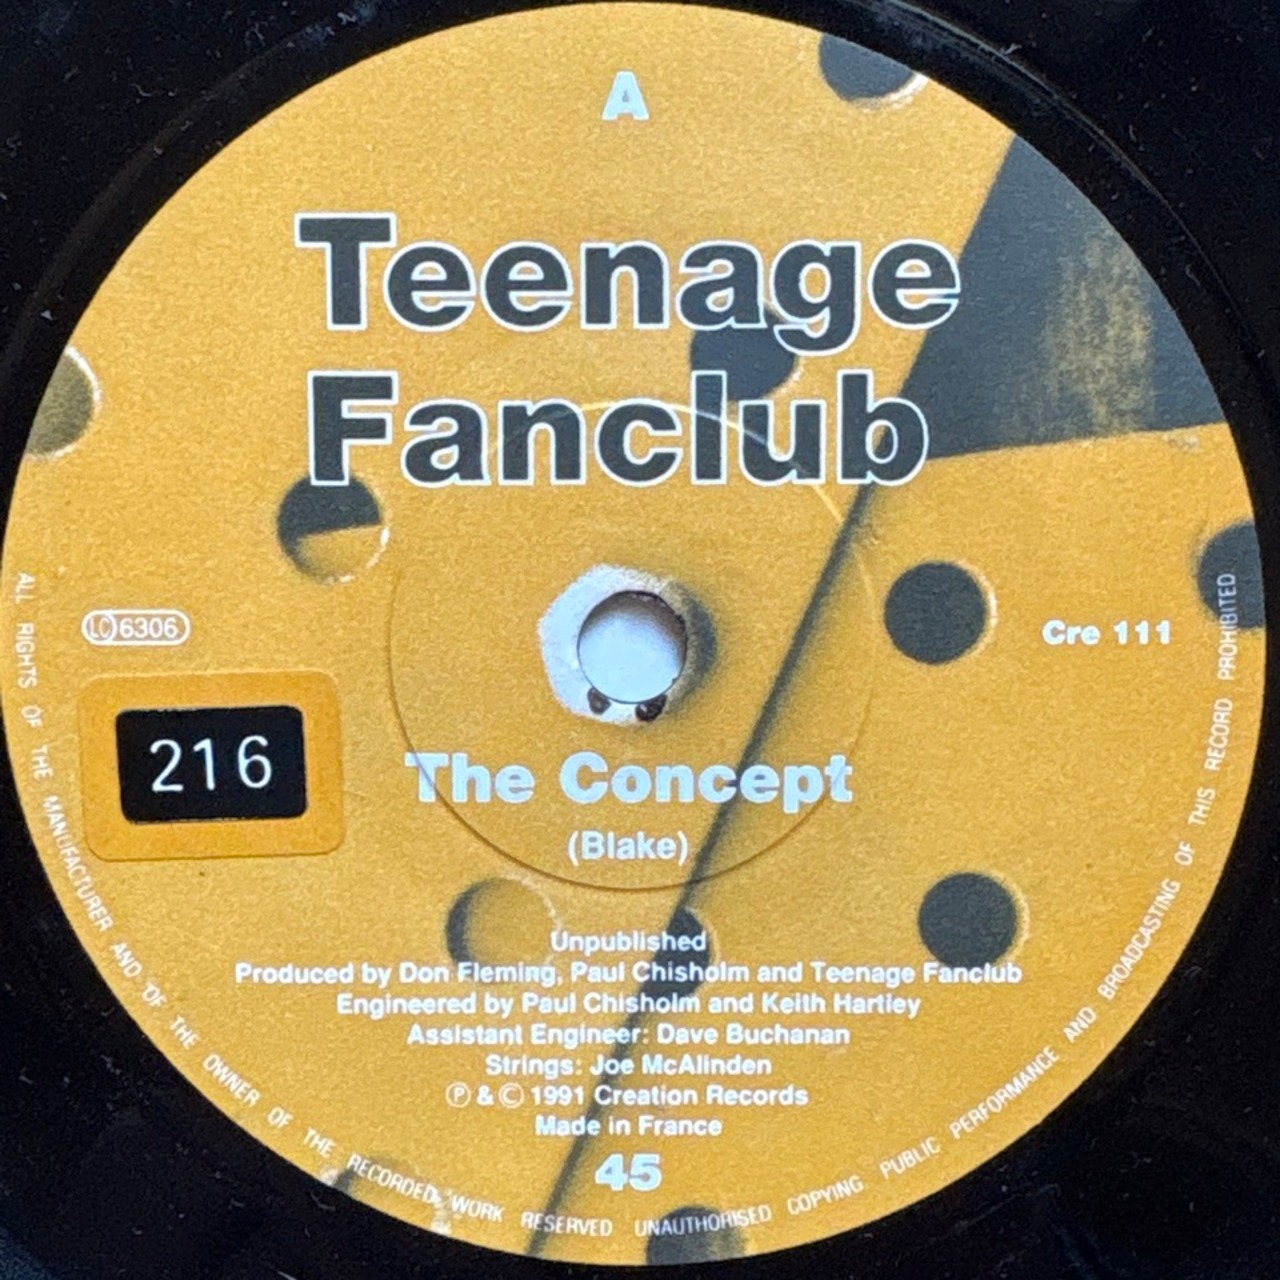 A
Teenage
Fanclub
LC 6306
Cre 111
216
The Concept
(Blake)
Unpublished
Produced by Don Fleming, Paul Chisholm and Teenage Fanclub
Engineered by Paul Chisholm and Keith Hartley
Assistant Engineer: Dave Buchanan
Strings: Joe McAlinden
Ⓟ & © 1991 Creation Records
Made in France
45
ALL RIGHTS OF THE MANUFACTURER AND OF THE OWNER OF THE RECORDED WORK RESERVED UNAUTHORISED COPYING PUBLIC PERFORMANCE AND BROADCASTING OF THIS RECORD PROHIBITED